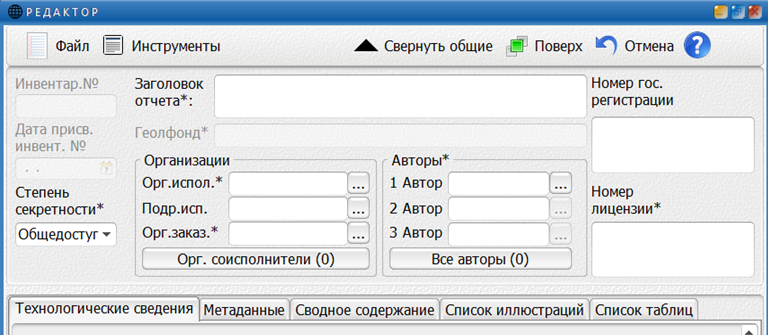 РЕДАКТОР
Файл Инструменты Свернуть общие Поверх Отмена ?
Инвентар.№
Дата присв.
инвент. №
. .
Степень
секретности*
Общедоступ
Заголовок
отчета*:
Геолфонд*
Организации
Орг.испол.* ...
Подр.исп. ...
Орг.заказ.* ...
Орг. соисполнители (0)
Авторы*
1 Автор ...
2 Автор ...
3 Автор ...
Все авторы (0)
Номер гос.
регистрации
Номер
лицензии*
Технологические сведения Метаданные Сводное содержание Список иллюстраций Список таблиц